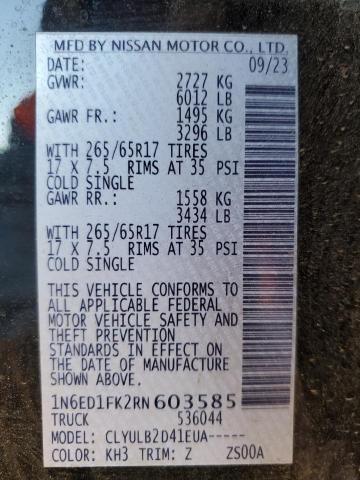 MFD BY NISSAN MOTOR CO., LTD.
DATE: 09/23
GVWR: 2727 KG
6012 LB
GAWR FR.: 1495 KG
3296 LB
WITH 265/65R17 TIRES
17 X 7.5 RIMS AT 35 PSI
COLD SINGLE
GAWR RR.: 1558 KG
3434 LB
WITH 265/65R17 TIRES
17 X 7.5 RIMS AT 35 PSI
COLD SINGLE
THIS VEHICLE CONFORMS TO
ALL APPLICABLE FEDERAL
MOTOR VEHICLE SAFETY AND
THEFT PREVENTION
STANDARDS IN EFFECT ON
THE DATE OF MANUFACTURE
SHOWN ABOVE.
1N6ED1FK2RN603585
TRUCK 536044
MODEL: CLYULB2D41EUA-----
COLOR: KH3 TRIM: Z ZS00A